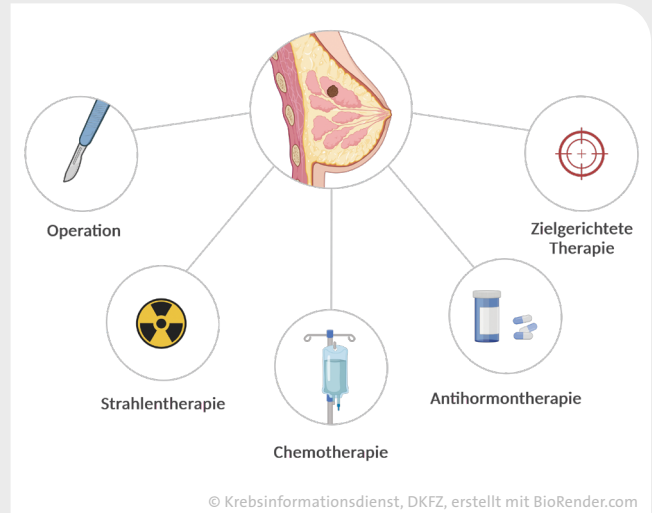 Operation
Zielgerichtete
Therapie
Strahlentherapie
Antihormontherapie
Chemotherapie
© Krebsinformationsdienst, DKFZ, erstellt mit BioRender.com